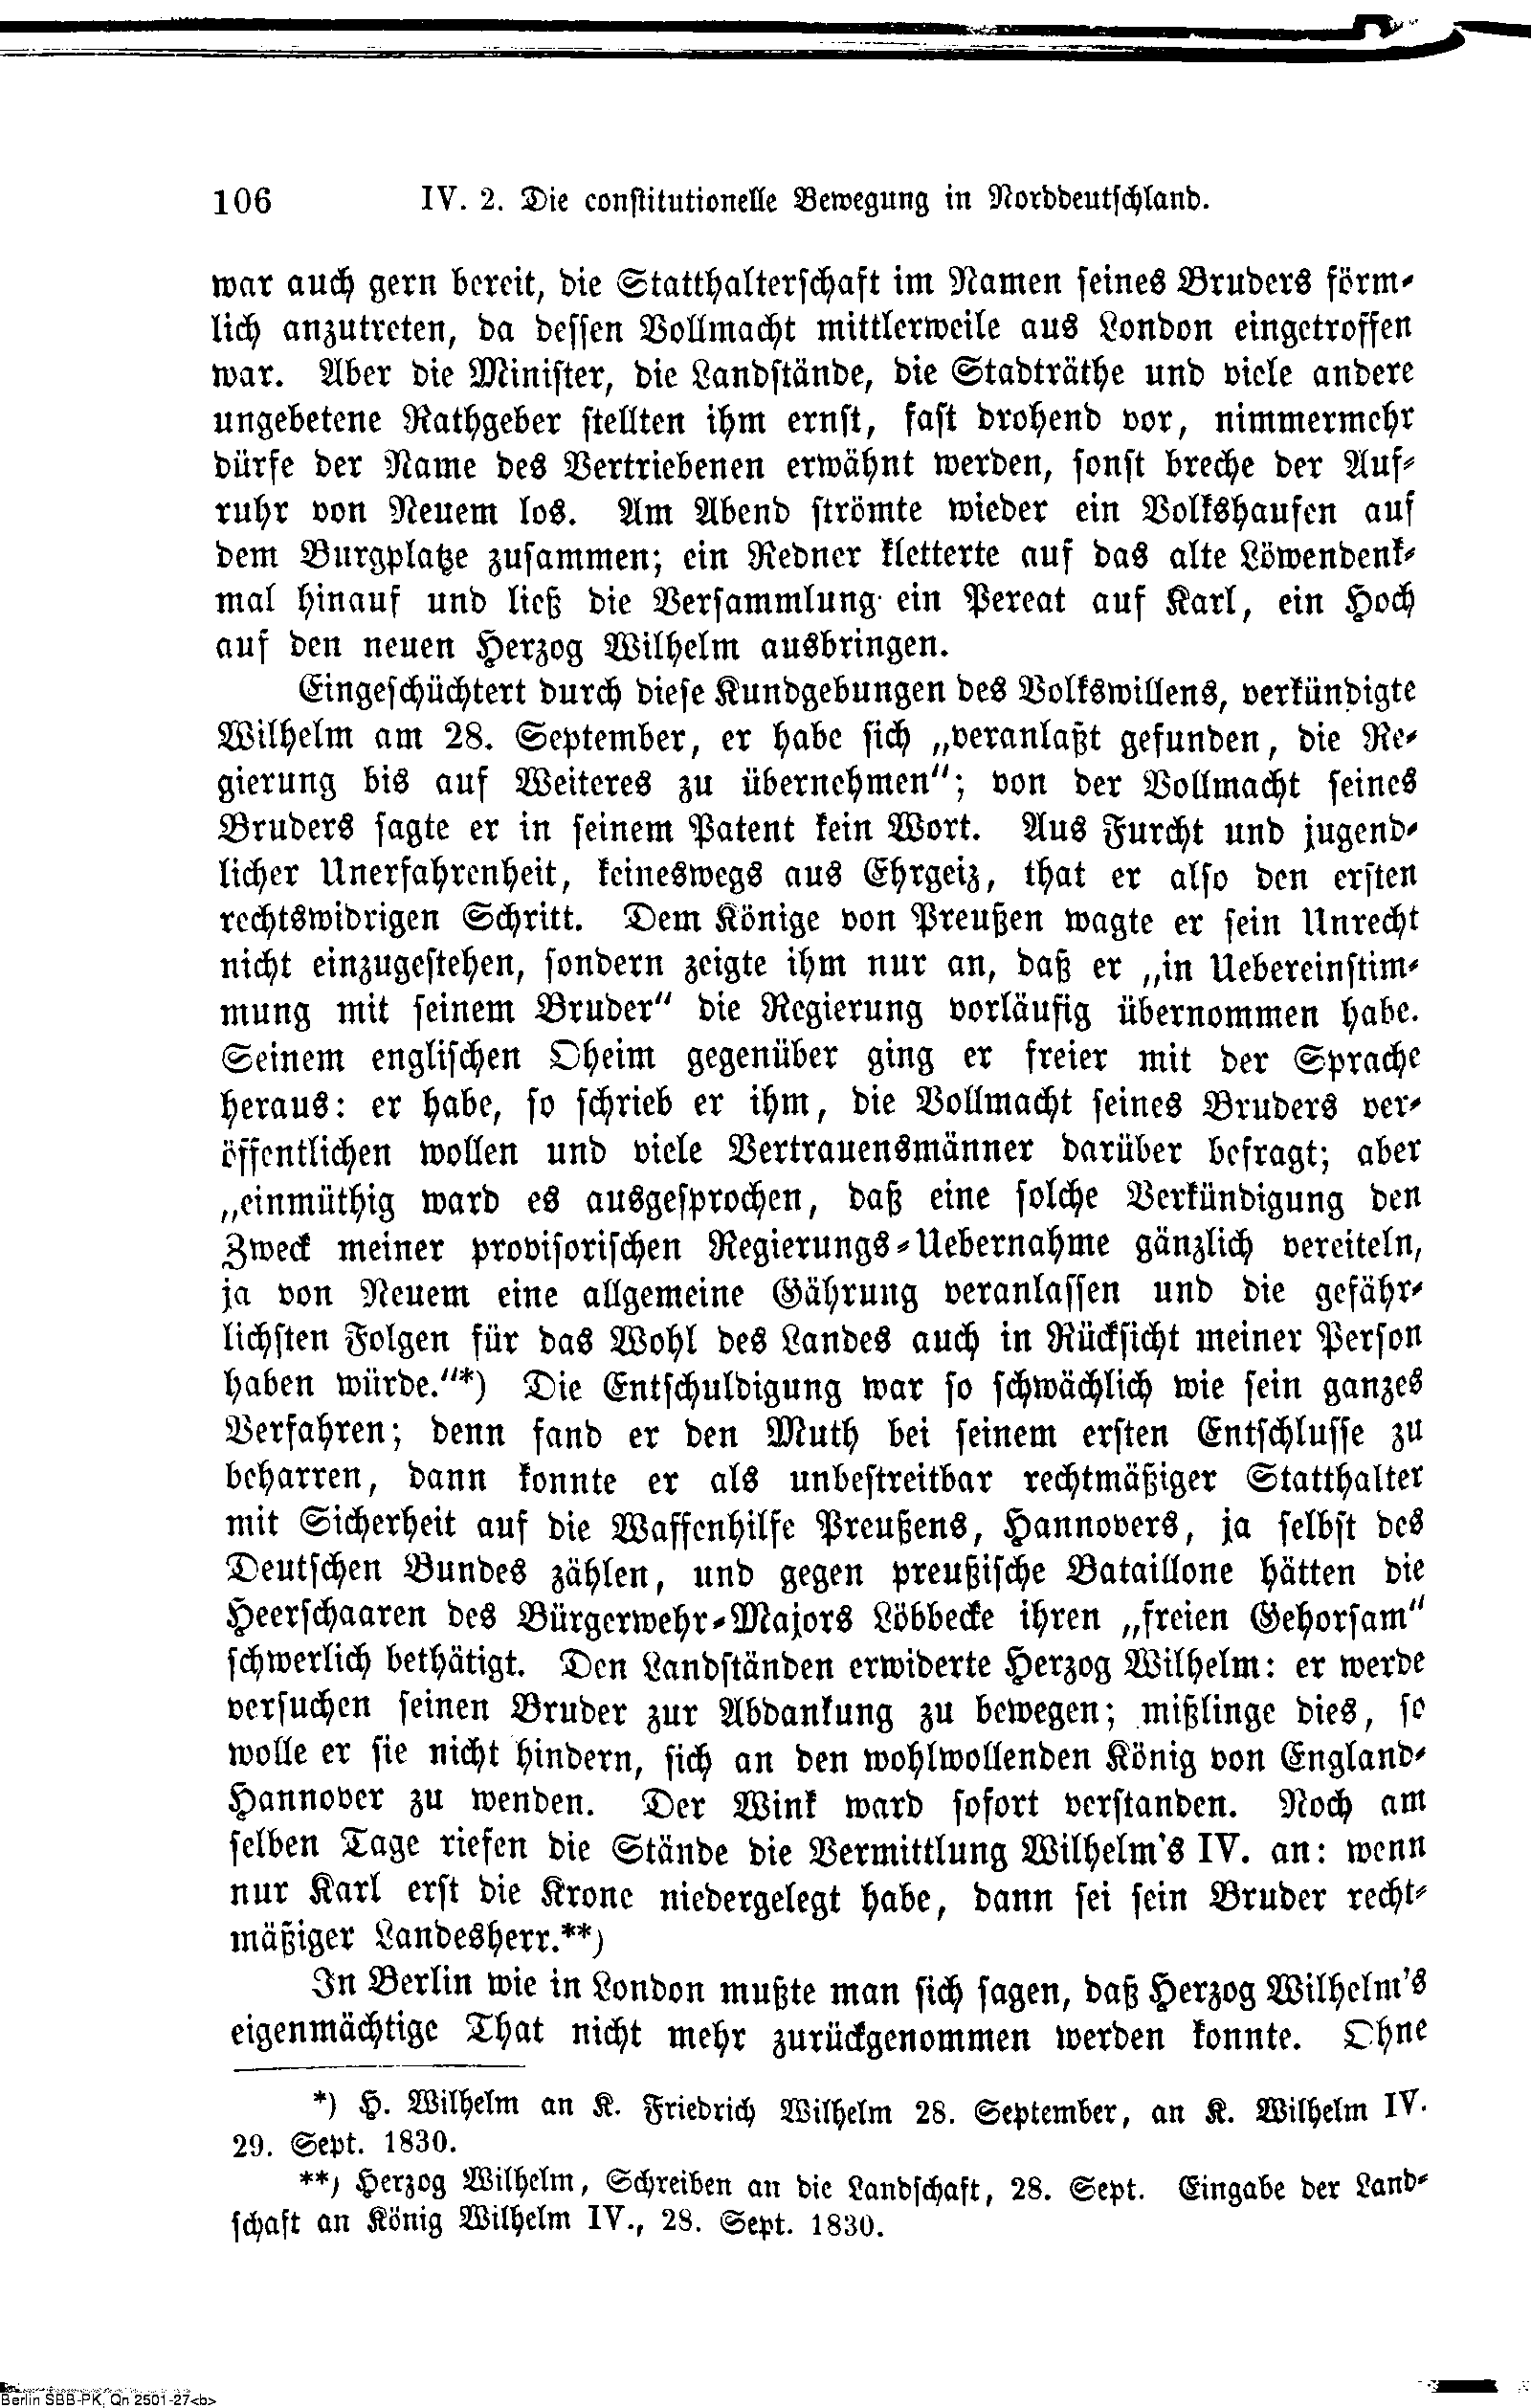 106 IV. 2. Die constitutionelle Bewegung in Norddeutschland.
war auch gern bereit, die Statthalterschaft im Namen seines Bruders förm-
lich anzutreten, da dessen Vollmacht mittlerweile aus London eingetroffen
war. Aber die Minister, die Landstände, die Stadträthe und viele andere
ungebetene Rathgeber stellten ihm ernst, fast drohend vor, nimmermehr
dürfe der Name des Vertriebenen erwähnt werden, sonst breche der Auf-
ruhr von Neuem los. Am Abend strömte wieder ein Volkshaufen auf
dem Burgplatze zusammen; ein Redner kletterte auf das alte Löwendenk-
mal hinauf und ließ die Versammlung ein Pereat auf Karl, ein Hoch
auf den neuen Herzog Wilhelm ausbringen.
Eingeschüchtert durch diese Kundgebungen des Volkswillens, verkündigte
Wilhelm am 28. September, er habe sich „veranlaßt gefunden, die Re-
gierung bis auf Weiteres zu übernehmen“; von der Vollmacht seines
Bruders sagte er in seinem Patent kein Wort. Aus Furcht und jugend-
licher Unerfahrenheit, keineswegs aus Ehrgeiz, that er also den ersten
rechtswidrigen Schritt. Dem Könige von Preußen wagte er sein Unrecht
nicht einzugestehen, sondern zeigte ihm nur an, daß er „in Uebereinstim-
mung mit seinem Bruder“ die Regierung vorläufig übernommen habe.
Seinem englischen Oheim gegenüber ging er freier mit der Sprache
heraus: er habe, so schrieb er ihm, die Vollmacht seines Bruders ver-
öffentlichen wollen und viele Vertrauensmänner darüber befragt; aber
„einmüthig ward es ausgesprochen, daß eine solche Verkündigung den
Zweck meiner provisorischen Regierungs-Uebernahme gänzlich vereiteln,
ja von Neuem eine allgemeine Gährung veranlassen und die gefähr-
lichsten Folgen für das Wohl des Landes auch in Rücksicht meiner Person
haben würde.“*) Die Entschuldigung war so schwächlich wie sein ganzes
Verfahren; denn fand er den Muth bei seinem ersten Entschlusse zu
beharren, dann konnte er als unbestreitbar rechtmäßiger Statthalter
mit Sicherheit auf die Waffenhilfe Preußens, Hannovers, ja selbst des
Deutschen Bundes zählen, und gegen preußische Bataillone hätten die
Heerschaaren des Bürgerwehr-Majors Löbbecke ihren „freien Gehorsam“
schwerlich bethätigt. Den Landständen erwiderte Herzog Wilhelm: er werde
versuchen seinen Bruder zur Abdankung zu bewegen; mißlinge dies, so
wolle er sie nicht hindern, sich an den wohlwollenden König von England-
Hannover zu wenden. Der Wink ward sofort verstanden. Noch am
selben Tage riefen die Stände die Vermittlung Wilhelm's IV. an: wenn
nur Karl erst die Krone niedergelegt habe, dann sei sein Bruder recht-
mäßiger Landesherr.**)
In Berlin wie in London mußte man sich sagen, daß Herzog Wilhelm's
eigenmächtige That nicht mehr zurückgenommen werden konnte. Ohne
*) H. Wilhelm an K. Friedrich Wilhelm 28. September, an K. Wilhelm IV.
29. Sept. 1830.
**) Herzog Wilhelm, Schreiben an die Landschaft, 28. Sept. Eingabe der Land-
schaft an König Wilhelm IV., 28. Sept. 1830.
Berlin SBB-PK, Qn 2501-27<b>